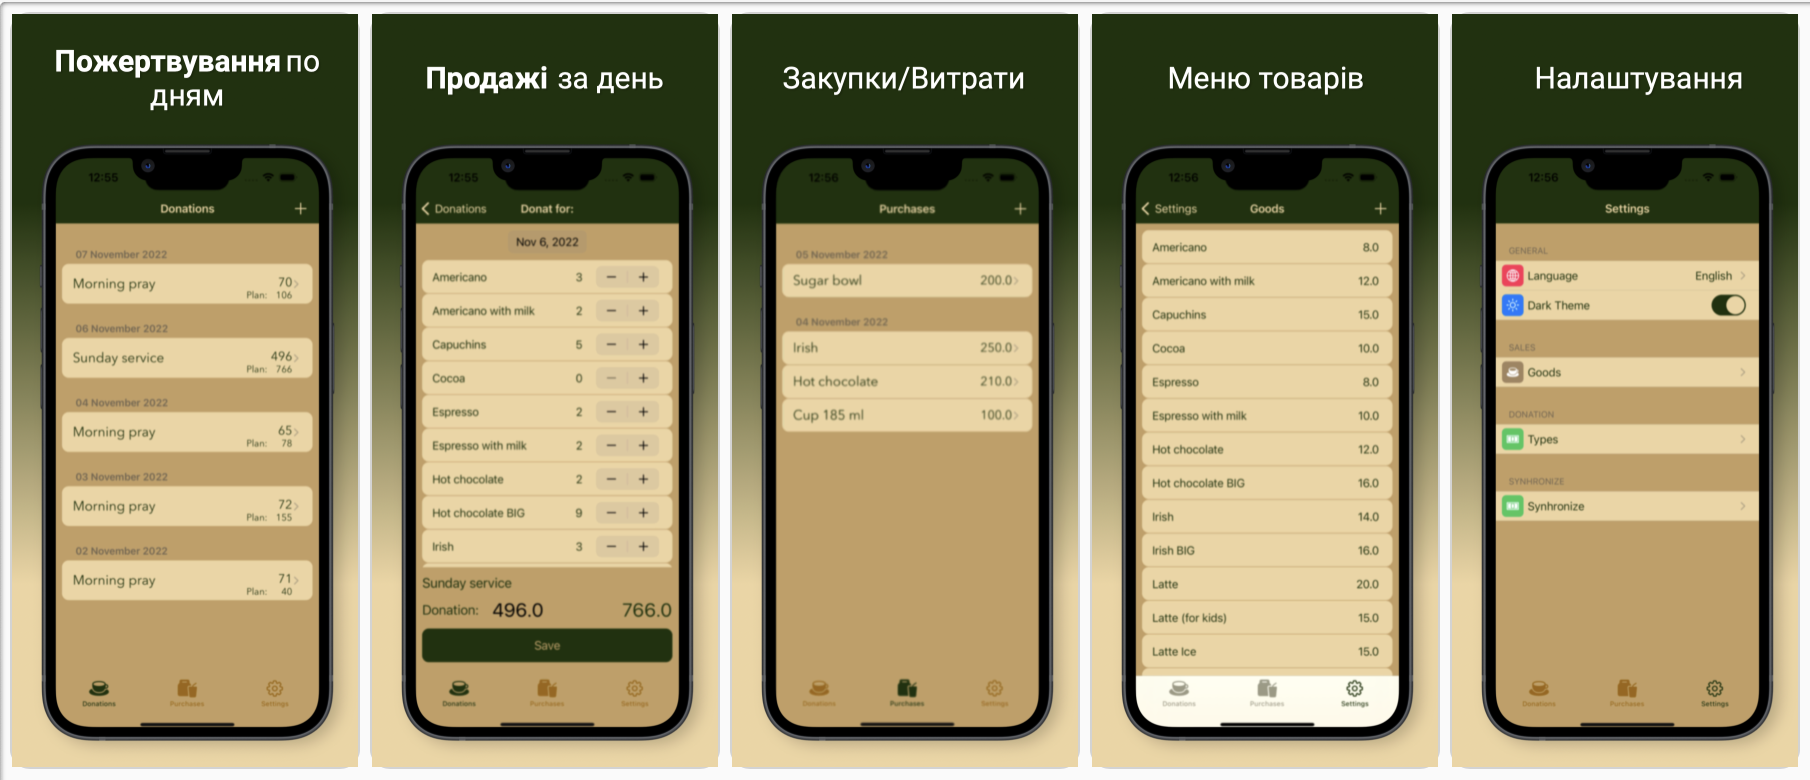 Пожертвування по
дням
12:55
Donations +
07 November 2022
Morning pray 70
Plan: 106
06 November 2022
Sunday service 496
Plan: 766
04 November 2022
Morning pray 65
Plan: 78
03 November 2022
Morning pray 72
Plan: 155
02 November 2022
Morning pray 71
Plan: 40
Donations Purchases Settings
Продажі за день
12:55
Donations Donat for:
Nov 6, 2022
Americano 3 − +
Americano with milk 2 − +
Capuchins 5 − +
Cocoa 0 − +
Espresso 2 − +
Espresso with milk 2 − +
Hot chocolate 2 − +
Hot chocolate BIG 9 − +
Irish 3 − +
Sunday service
Donation: 496.0 766.0
Save
Donations Purchases Settings
Закупки/Витрати
12:56
Purchases +
05 November 2022
Sugar bowl 200.0
04 November 2022
Irish 250.0
Hot chocolate 210.0
Cup 185 ml 100.0
Donations Purchases Settings
Меню товарів
12:56
Settings Goods +
Americano 8.0
Americano with milk 12.0
Capuchins 15.0
Cocoa 10.0
Espresso 8.0
Espresso with milk 10.0
Hot chocolate 12.0
Hot chocolate BIG 16.0
Irish 14.0
Irish BIG 16.0
Latte 20.0
Latte (for kids) 15.0
Latte Ice 15.0
Donations Purchases Settings
Налаштування
12:56
Settings
GENERAL
Language English
Dark Theme
SALES
Goods
DONATION
Types
SYNHRONIZE
Synhronize
Donations Purchases Settings